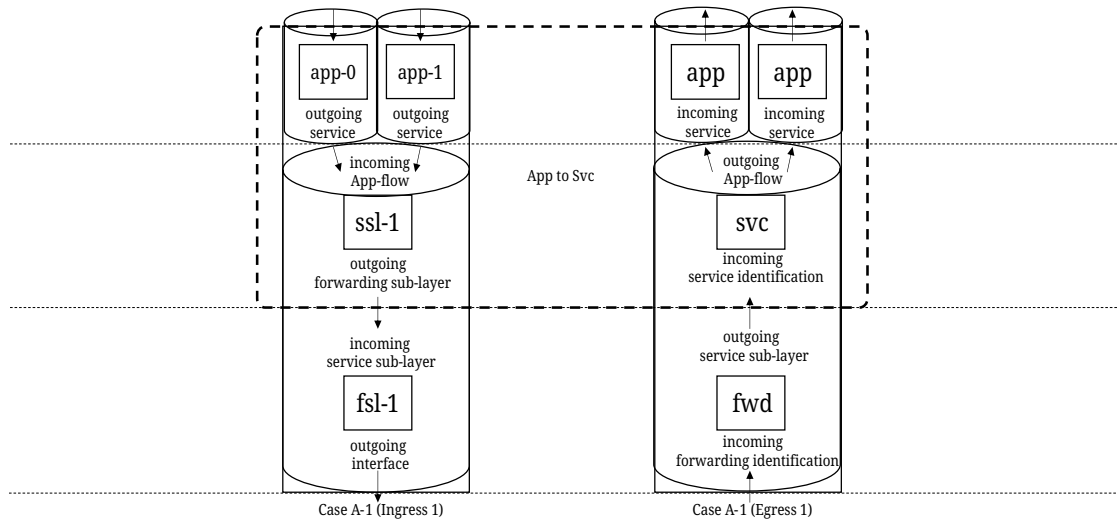 app-0
app-1
app
app
outgoing
service
outgoing
service
incoming
service
incoming
service
incoming
App-flow
App to Svc
outgoing
App-flow
ssl-1
svc
outgoing
forwarding sub-layer
incoming
service identification
incoming
service sub-layer
outgoing
service sub-layer
fsl-1
fwd
outgoing
interface
incoming
forwarding identification
Case A-1 (Ingress 1)
Case A-1 (Egress 1)